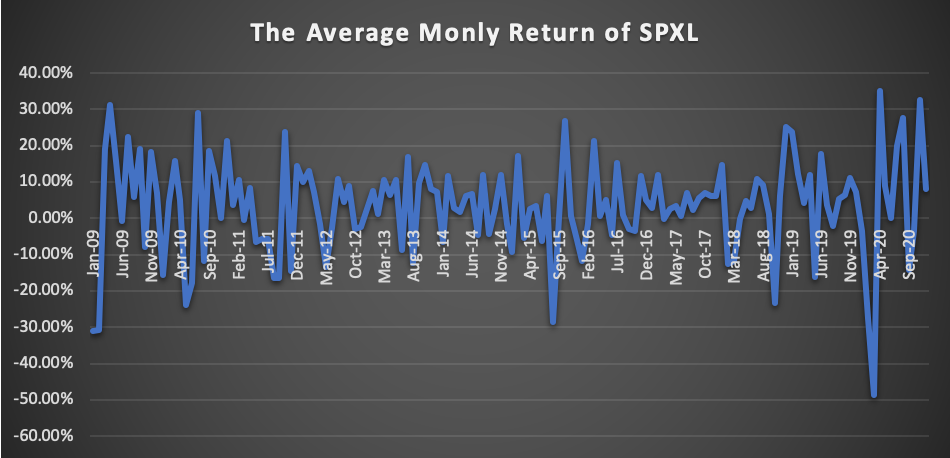 The Average Monly Return of SPXL
40.00%
30.00%
20.00%
10.00%
0.00%
-10.00%
-20.00%
-30.00%
-40.00%
-50.00%
-60.00%
Jan-09
Jun-09
Nov-09
Apr-10
Sep-10
Feb-11
Jul-11
Dec-11
May-12
Oct-12
Mar-13
Aug-13
Jan-14
Jun-14
Nov-14
Apr-15
Sep-15
Feb-16
Jul-16
Dec-16
May-17
Oct-17
Mar-18
Aug-18
Jan-19
Jun-19
Nov-19
Apr-20
Sep-20